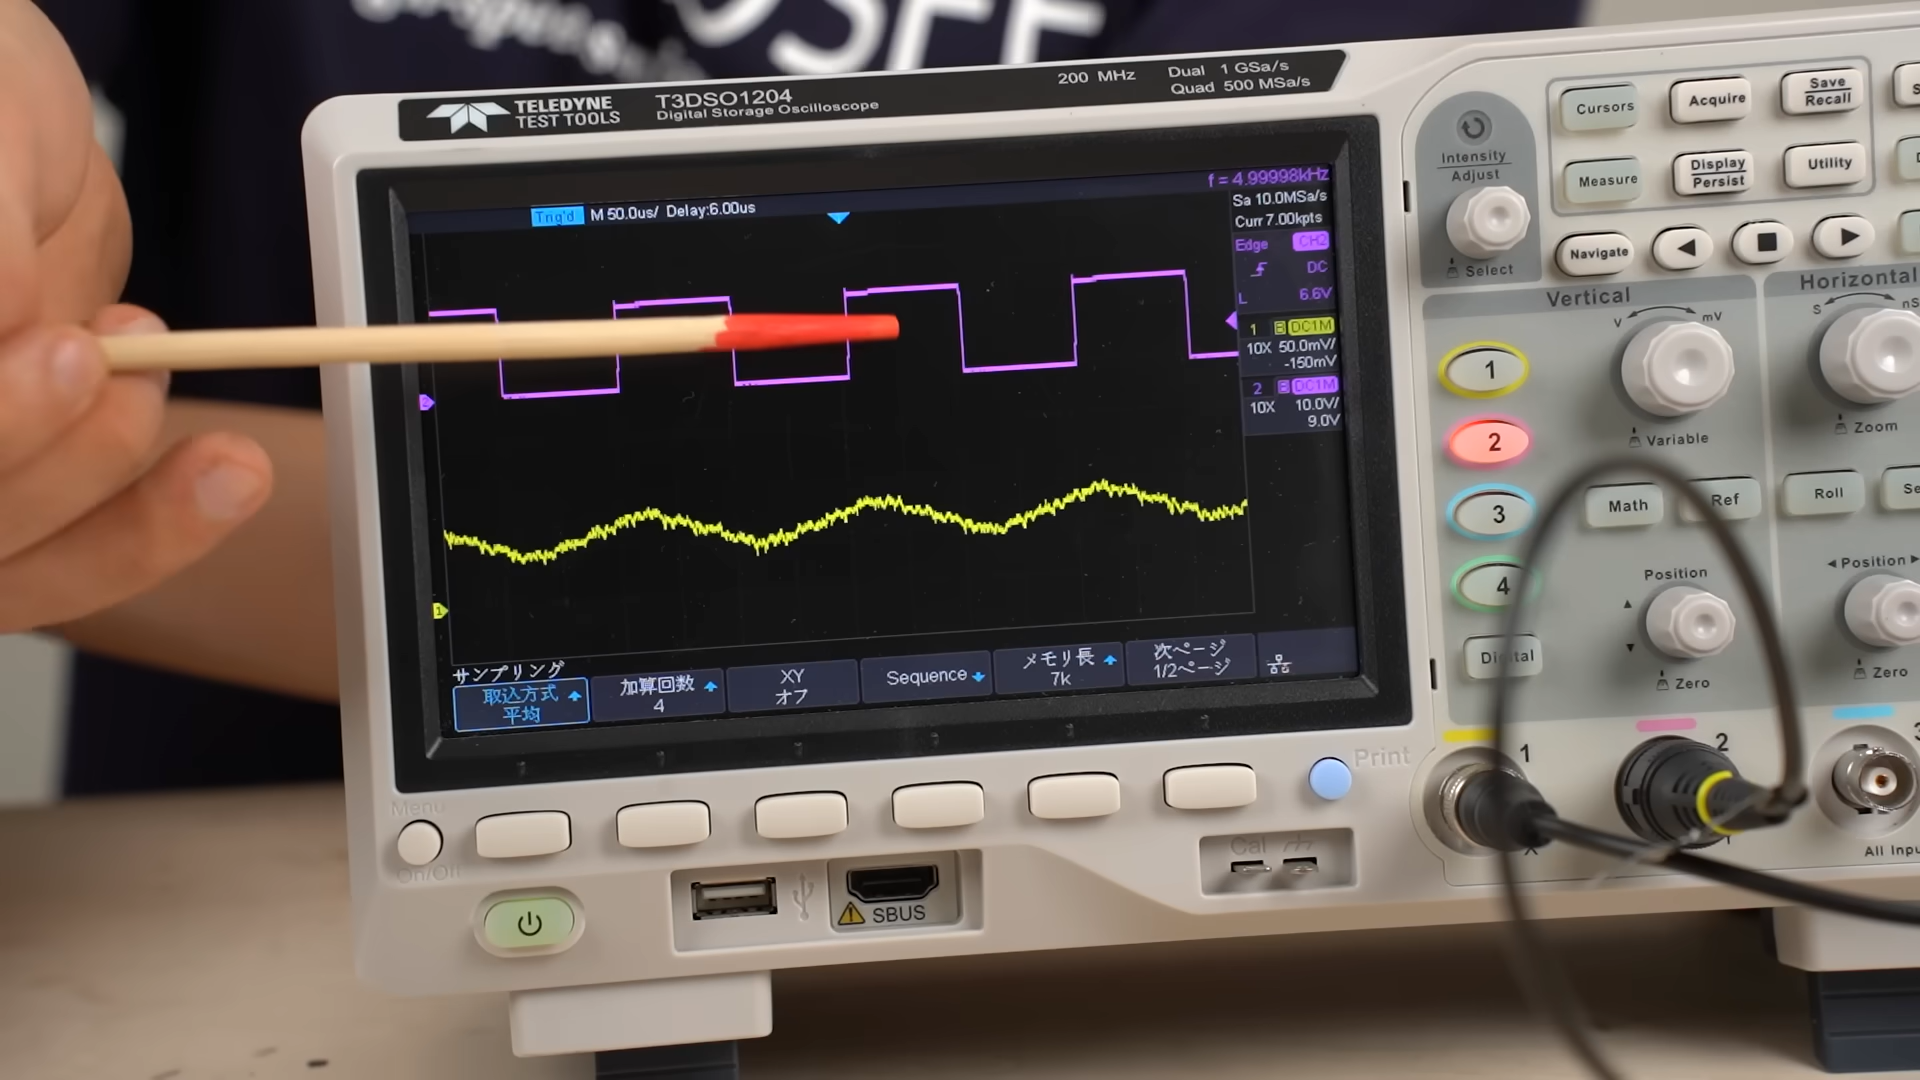 TELEDYNE
TEST TOOLS
T3DSO1204
Digital Storage Oscilloscope
200 MHz
Dual 1 GSa/s
Quad 500 MSa/s
Trig'd M 50.0us/ Delay:6.00us
f = 4.99998kHz
Sa 10.0MSa/s
Curr 7.00kpts
Edge CH2
DC
L 6.6V
1 B DC1M
10X 50.0mV/
-150mV
2 B DC1M
10X 10.0V/
9.0V
2
1
サンプリング
取込方式
平均
加算回数
4
XY
オフ
Sequence
メモリ長
7k
次ページ
1/2ページ
Intensity
Adjust
Select
Cursors
Acquire
Save
Recall
Measure
Display
Persist
Utility
Navigate
Vertical
V
mV
Variable
1
2
3
4
Digital
Math
Ref
Position
Zero
Horizontal
S
nS
Zoom
Roll
Position
Zero
Menu
On/Off
Print
SBUS
Cal
1
2
3
X
All Inpu